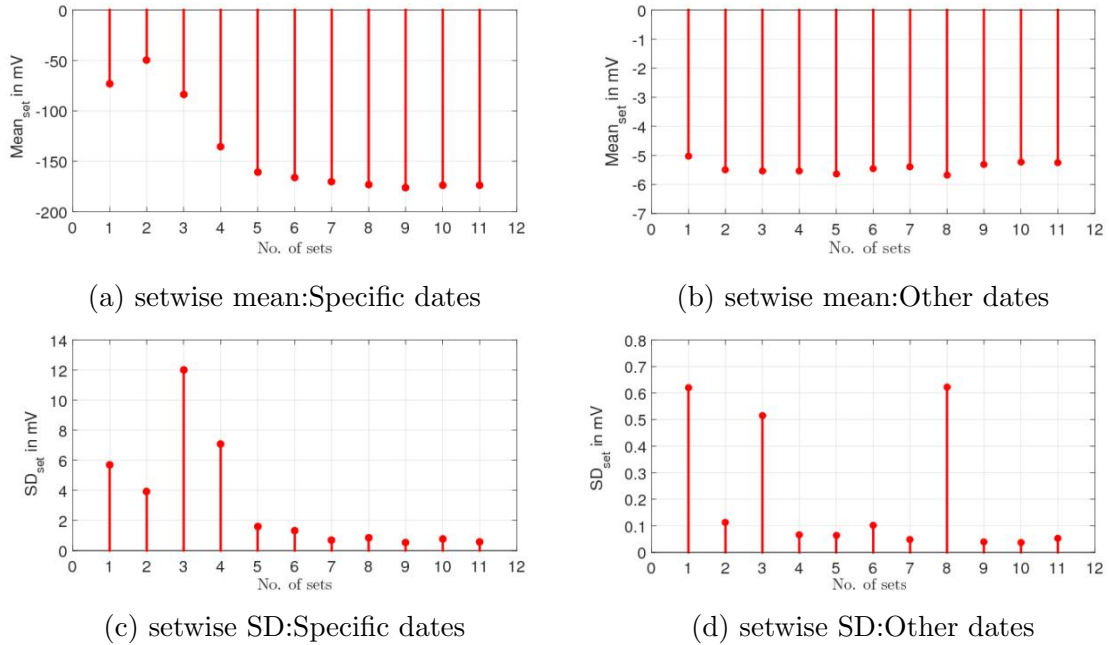 0
-50
-100
-150
-200
Mean_set in mV
0 1 2 3 4 5 6 7 8 9 10 11 12
No. of sets
(a) setwise mean:Specific dates
0
-1
-2
-3
-4
-5
-6
-7
Mean_set in mV
0 1 2 3 4 5 6 7 8 9 10 11 12
No. of sets
(b) setwise mean:Other dates
14
12
10
8
6
4
2
0
SD_set in mV
0 1 2 3 4 5 6 7 8 9 10 11 12
No. of sets
(c) setwise SD:Specific dates
0.8
0.7
0.6
0.5
0.4
0.3
0.2
0.1
0
SD_set in mV
0 1 2 3 4 5 6 7 8 9 10 11 12
No. of sets
(d) setwise SD:Other dates